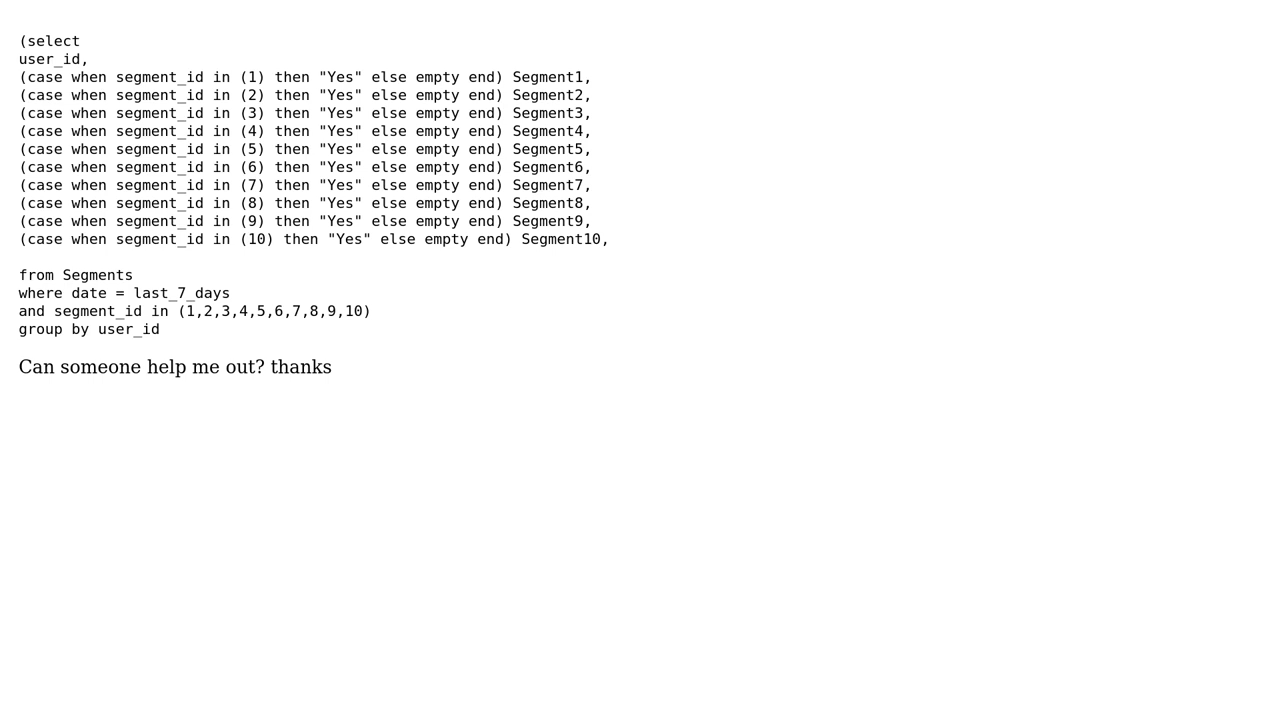 (select
user_id,
(case when segment_id in (1) then "Yes" else empty end) Segment1,
(case when segment_id in (2) then "Yes" else empty end) Segment2,
(case when segment_id in (3) then "Yes" else empty end) Segment3,
(case when segment_id in (4) then "Yes" else empty end) Segment4,
(case when segment_id in (5) then "Yes" else empty end) Segment5,
(case when segment_id in (6) then "Yes" else empty end) Segment6,
(case when segment_id in (7) then "Yes" else empty end) Segment7,
(case when segment_id in (8) then "Yes" else empty end) Segment8,
(case when segment_id in (9) then "Yes" else empty end) Segment9,
(case when segment_id in (10) then "Yes" else empty end) Segment10,
from Segments
where date = last_7_days
and segment_id in (1,2,3,4,5,6,7,8,9,10)
group by user_id
Can someone help me out? thanks